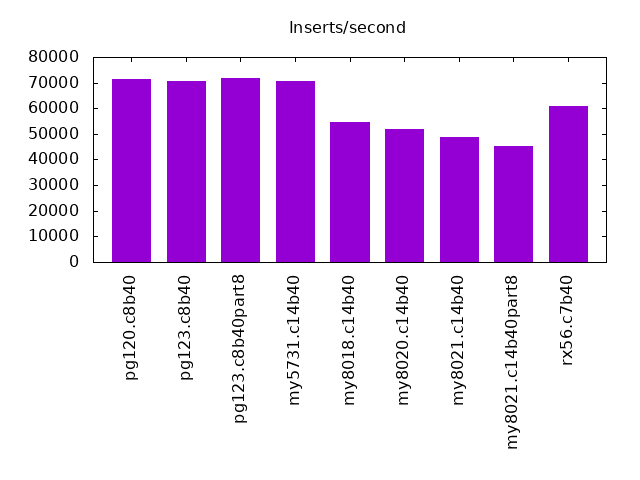 Inserts/second
80000
70000
60000
50000
40000
30000
20000
10000
0
pg120.c8b40
pg123.c8b40
pg123.c8b40part8
my5731.c14b40
my8018.c14b40
my8020.c14b40
my8021.c14b40
my8021.c14b40part8
rx56.c7b40